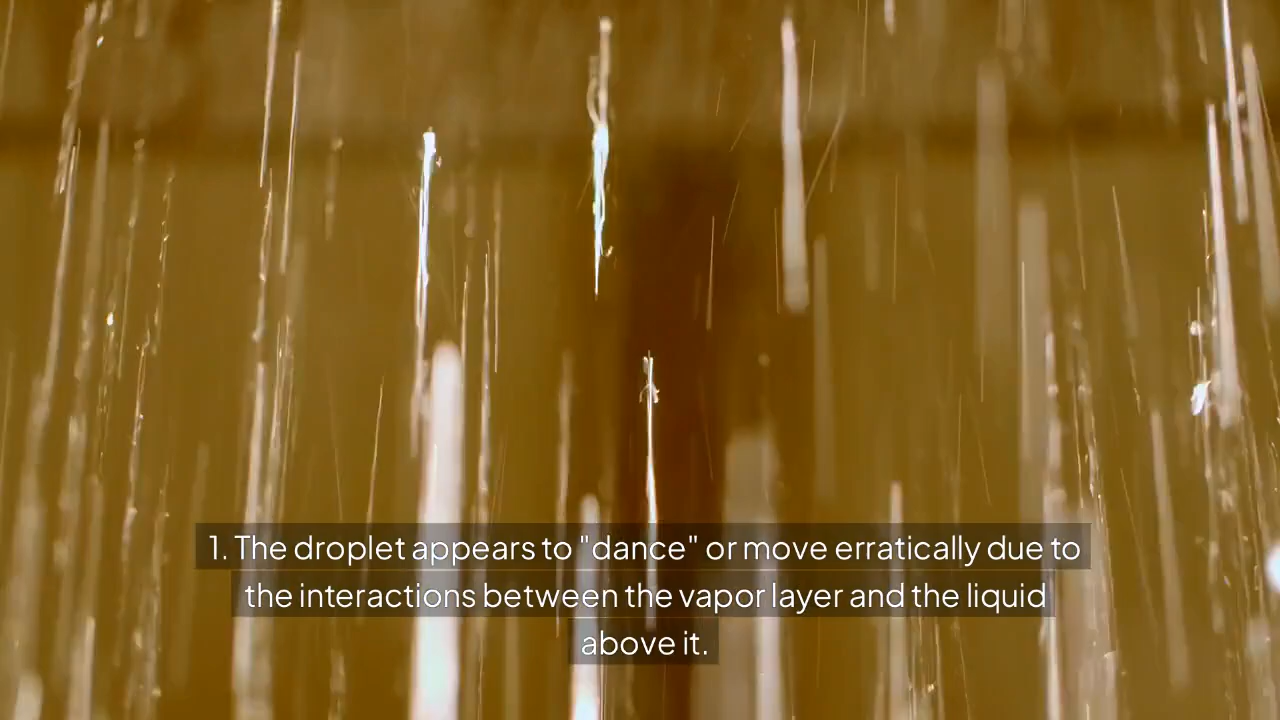 1. The droplet appears to "dance" or move erratically due to
the interactions between the vapor layer and the liquid
above it.